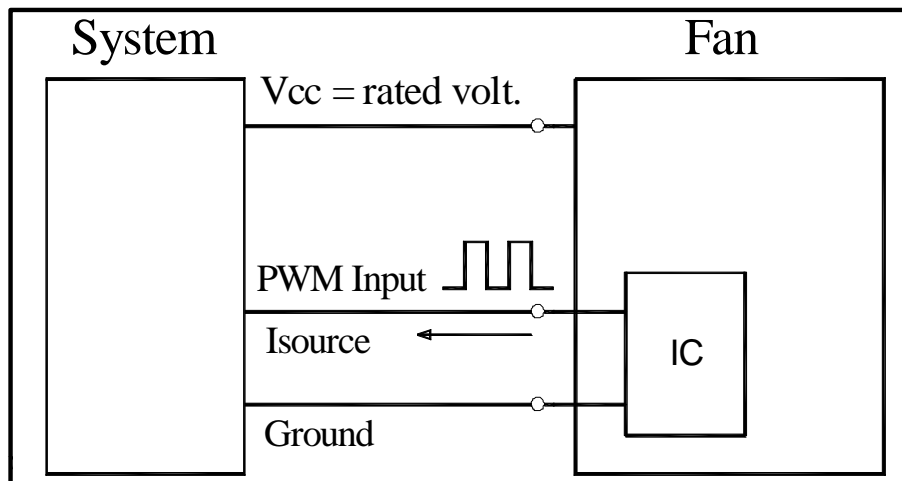 System
Fan
Vcc = rated volt.
PWM Input
Isource
IC
Ground